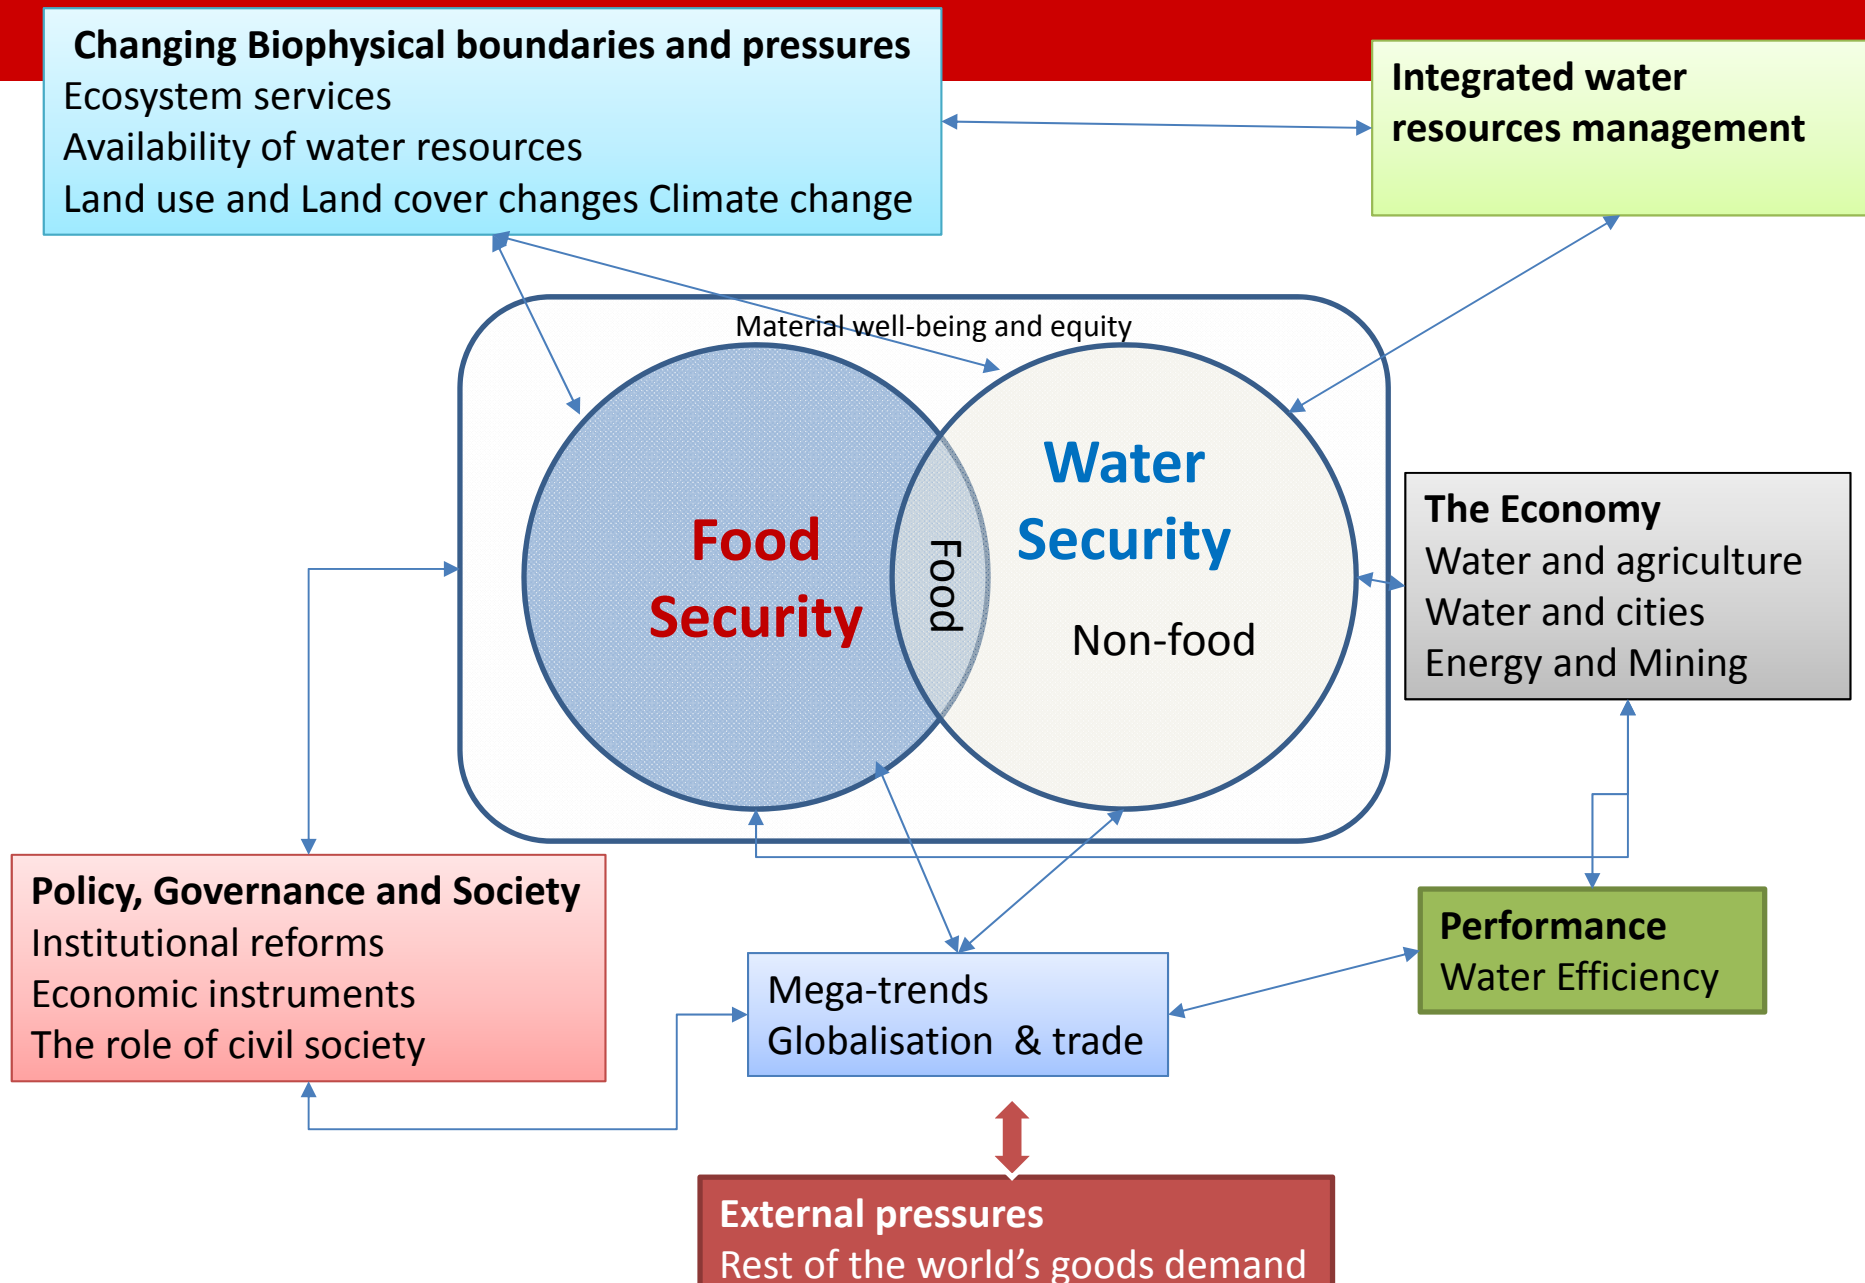 Changing Biophysical boundaries and pressures
Ecosystem services
Availability of water resources
Land use and Land cover changes Climate change
Integrated water
resources management
Material well-being and equity
Food
Security
Food
Water
Security
Non-food
The Economy
Water and agriculture
Water and cities
Energy and Mining
Policy, Governance and Society
Institutional reforms
Economic instruments
The role of civil society
Mega-trends
Globalisation & trade
Performance
Water Efficiency
External pressures
Rest of the world's goods demand